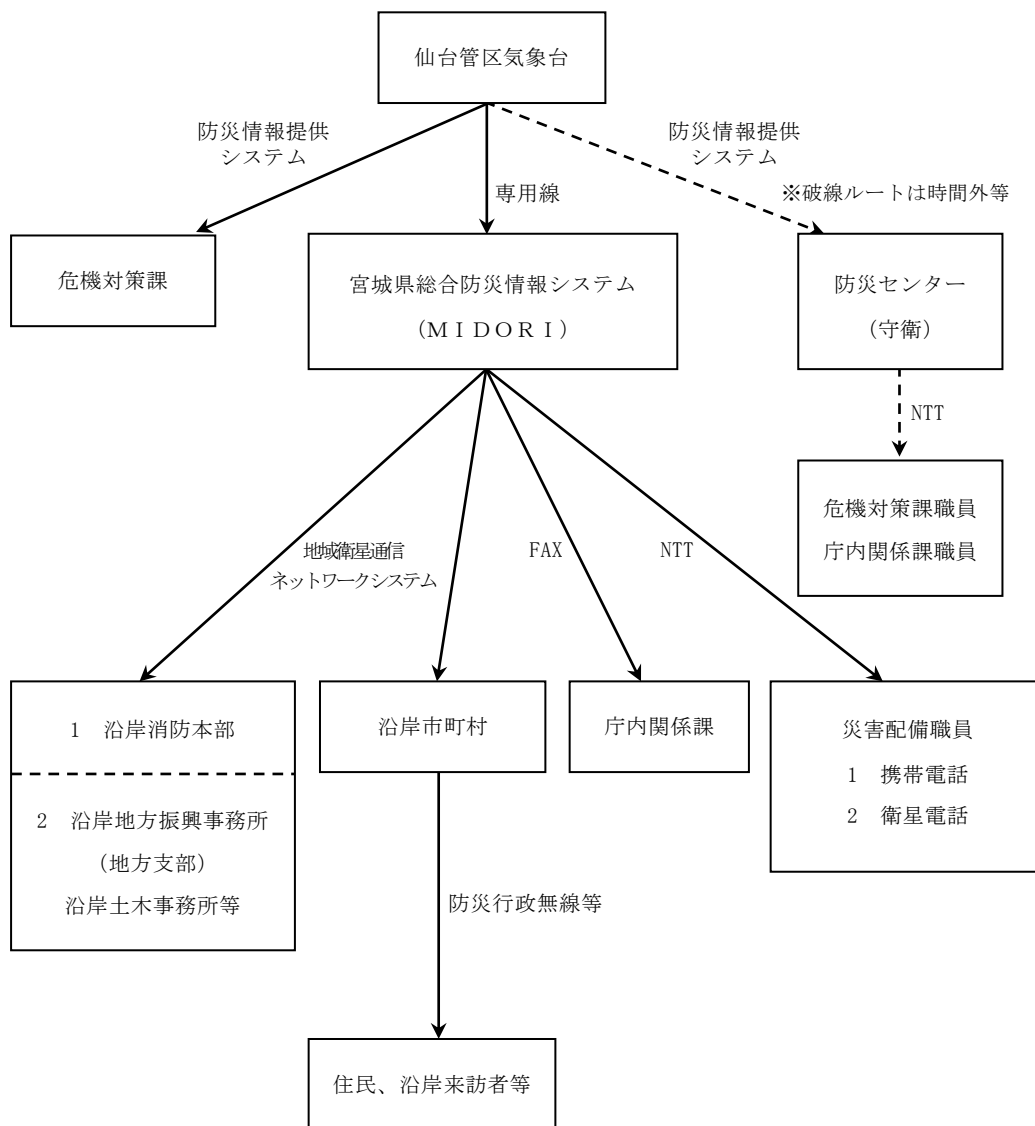 仙台管区気象台
防災情報提供
システム
防災情報提供
システム
専用線
※破線ルートは時間外等
危機対策課
宮城県総合防災情報システム
（ＭＩＤＯＲＩ）
防災センター
（守衛）
NTT
危機対策課職員
庁内関係課職員
地域衛星通信
ネットワークシステム
FAX
NTT
1　沿岸消防本部
2　沿岸地方振興事務所
（地方支部）
沿岸土木事務所等
沿岸市町村
庁内関係課
災害配備職員
1　携帯電話
2　衛星電話
防災行政無線等
住民、沿岸来訪者等